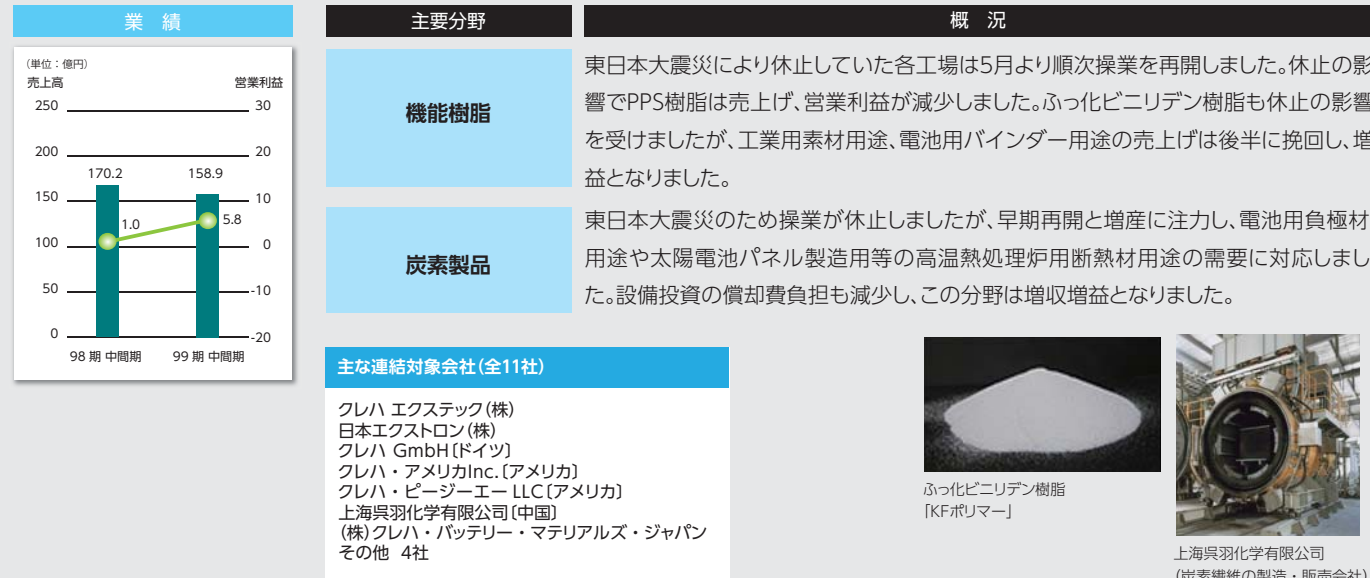 業 績
(単位：億円)
売上高 営業利益
250 30
200 20
170.2 158.9
150 10
1.0 5.8
100 0
50 -10
0 -20
98 期 中間期 99 期 中間期
主要分野
概 況
機能樹脂
東日本大震災により休止していた各工場は5月より順次操業を再開しました。休止の影
響でPPS樹脂は売上げ、営業利益が減少しました。ふっ化ビニリデン樹脂も休止の影響
を受けましたが、工業用素材用途、電池用バインダー用途の売上げは後半に挽回し、増
益となりました。
炭素製品
東日本大震災のため操業が休止しましたが、早期再開と増産に注力し、電池用負極材
用途や太陽電池パネル製造用等の高温熱処理炉用断熱材用途の需要に対応しまし
た。設備投資の償却費負担も減少し、この分野は増収増益となりました。
主な連結対象会社(全11社)
クレハ エクステック(株)
日本エクストロン(株)
クレハ GmbH〔ドイツ〕
クレハ・アメリカInc.〔アメリカ〕
クレハ・ピージーエー LLC〔アメリカ〕
上海呉羽化学有限公司〔中国〕
(株)クレハ・バッテリー・マテリアルズ・ジャパン
その他 4社
ふっ化ビニリデン樹脂
「KFポリマー」
上海呉羽化学有限公司
(炭素繊維の製造・販売会社)